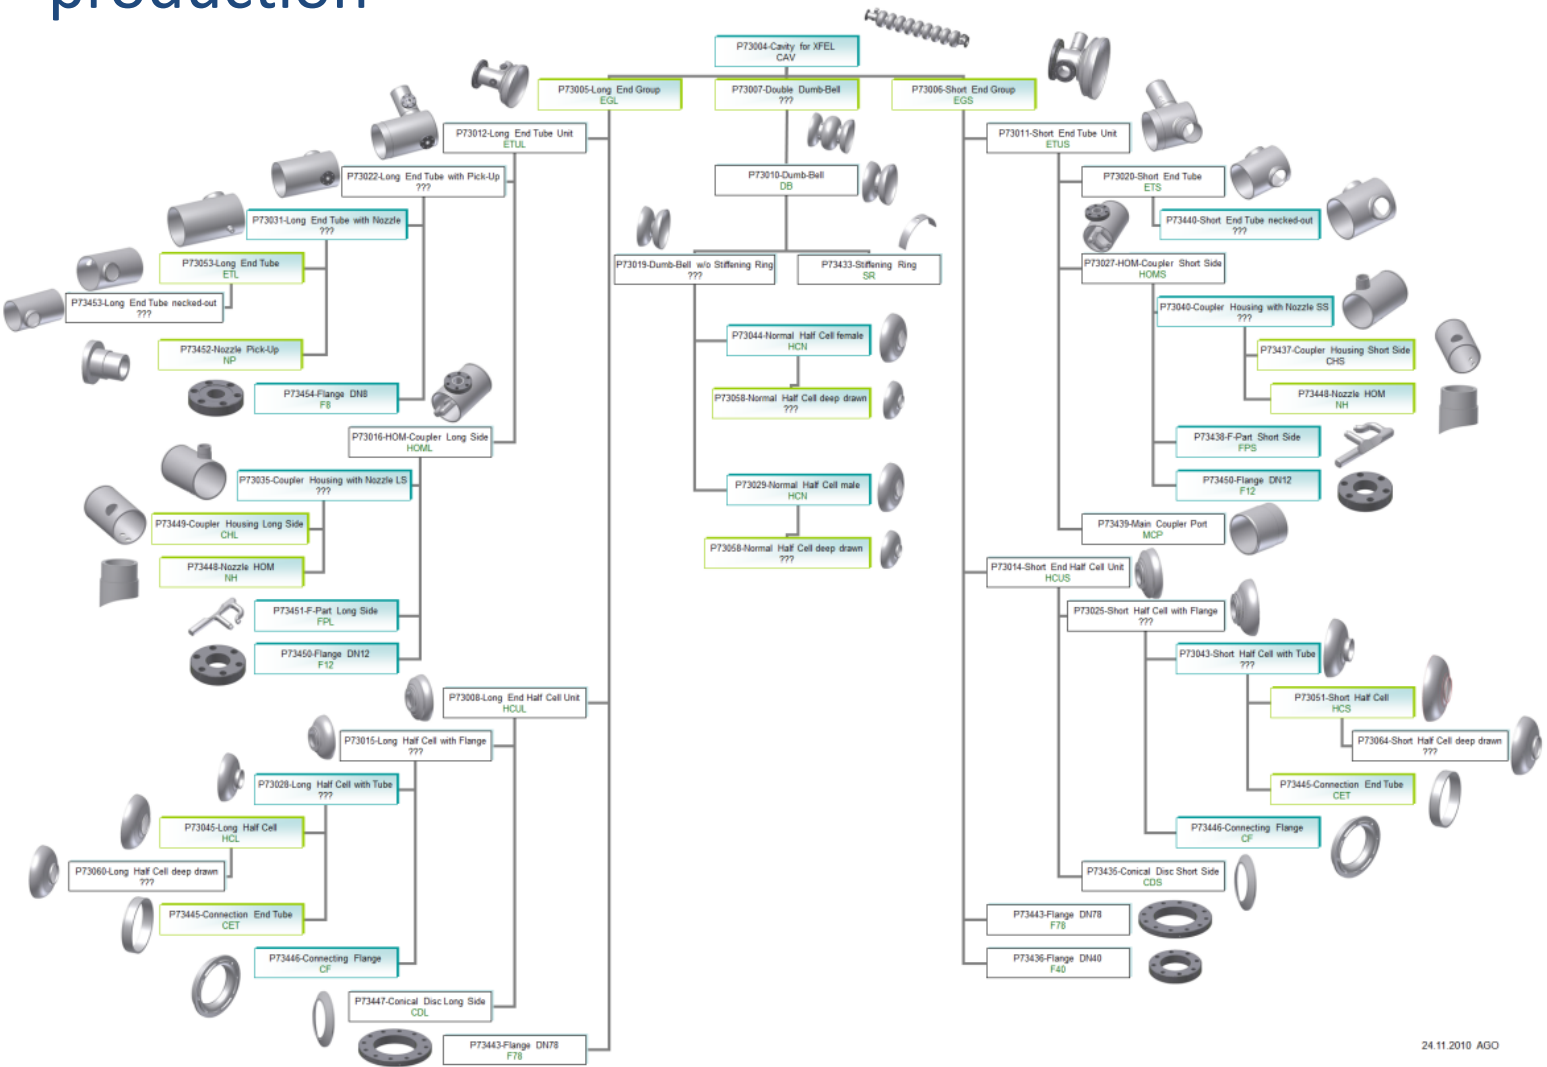 production
P73004-Cavity for XFEL
CAV
P73005-Long End Group
EGL
P73007-Double Dumb-Bell
???
P73006-Short End Group
EGS
P73012-Long End Tube Unit
ETUL
P73011-Short End Tube Unit
ETUS
P73022-Long End Tube with Pick-Up
???
P73010-Dumb-Bell
DB
P73020-Short End Tube
ETS
P73031-Long End Tube with Nozzle
???
P73440-Short End Tube necked-out
???
P73053-Long End Tube
ETL
P73019-Dumb-Bell w/o Stiffening Ring
???
P73433-Stiffening Ring
SR
P73027-HOM-Coupler Short Side
HOMS
P73453-Long End Tube necked-out
???
P73040-Coupler Housing with Nozzle SS
???
P73044-Normal Half Cell female
HCN
P73452-Nozzle Pick-Up
NP
P73437-Coupler Housing Short Side
CHS
P73454-Flange DN8
F8
P73058-Normal Half Cell deep drawn
???
P73448-Nozzle HOM
NH
P73016-HOM-Coupler Long Side
HOML
P73438-F-Part Short Side
FPS
P73035-Coupler Housing with Nozzle LS
???
P73029-Normal Half Cell male
HCN
P73450-Flange DN12
F12
P73449-Coupler Housing Long Side
CHL
P73439-Main Coupler Port
MCP
P73058-Normal Half Cell deep drawn
???
P73448-Nozzle HOM
NH
P73014-Short End Half Cell Unit
HCUS
P73451-F-Part Long Side
FPL
P73025-Short Half Cell with Flange
???
P73450-Flange DN12
F12
P73043-Short Half Cell with Tube
???
P73008-Long End Half Cell Unit
HCUL
P73051-Short Half Cell
HCS
P73015-Long Half Cell with Flange
???
P73064-Short Half Cell deep drawn
???
P73028-Long Half Cell with Tube
???
P73445-Connection End Tube
CET
P73045-Long Half Cell
HCL
P73446-Connecting Flange
CF
P73060-Long Half Cell deep drawn
???
P73435-Conical Disc Short Side
CDS
P73445-Connection End Tube
CET
P73443-Flange DN78
F78
P73446-Connecting Flange
CF
P73436-Flange DN40
F40
P73447-Conical Disc Long Side
CDL
P73443-Flange DN78
F78
24.11.2010 AGO